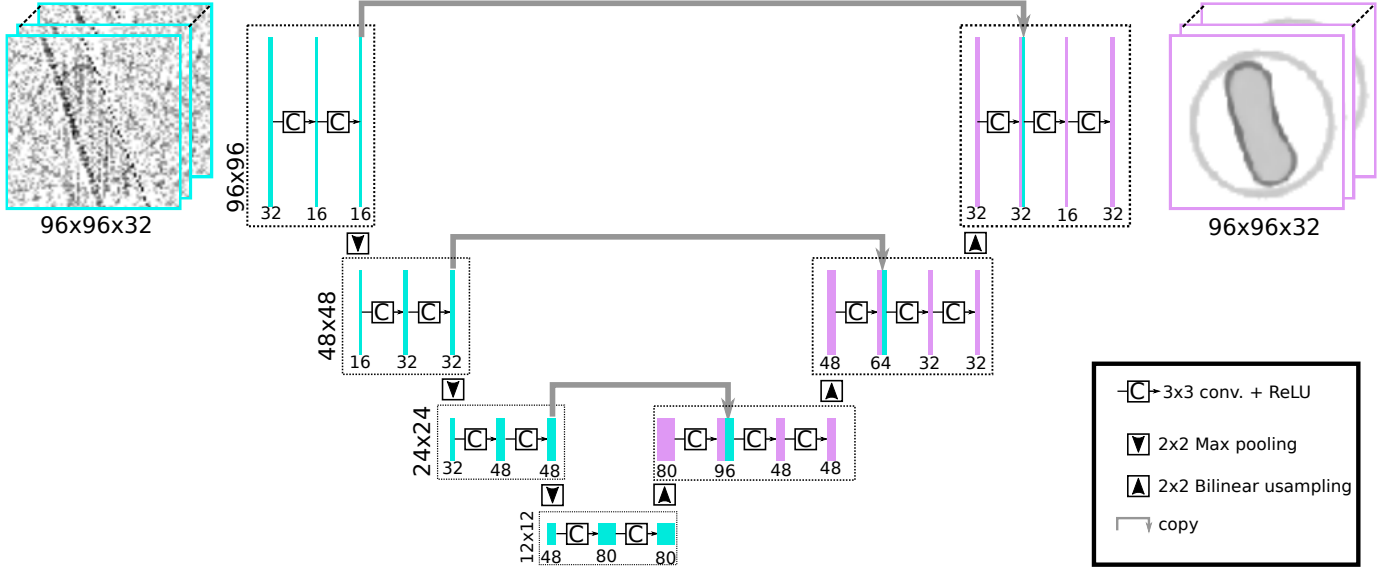 96x96x32
96x96
C
C
32
16
16
C
C
C
32
32
16
32
96x96x32
48x48
C
C
16
32
32
C
C
C
48
64
32
32
24x24
C
C
32
48
48
C
C
C
80
96
48
48
12x12
C
C
48
80
80
C 3x3 conv. + ReLU
2x2 Max pooling
2x2 Bilinear usampling
copy